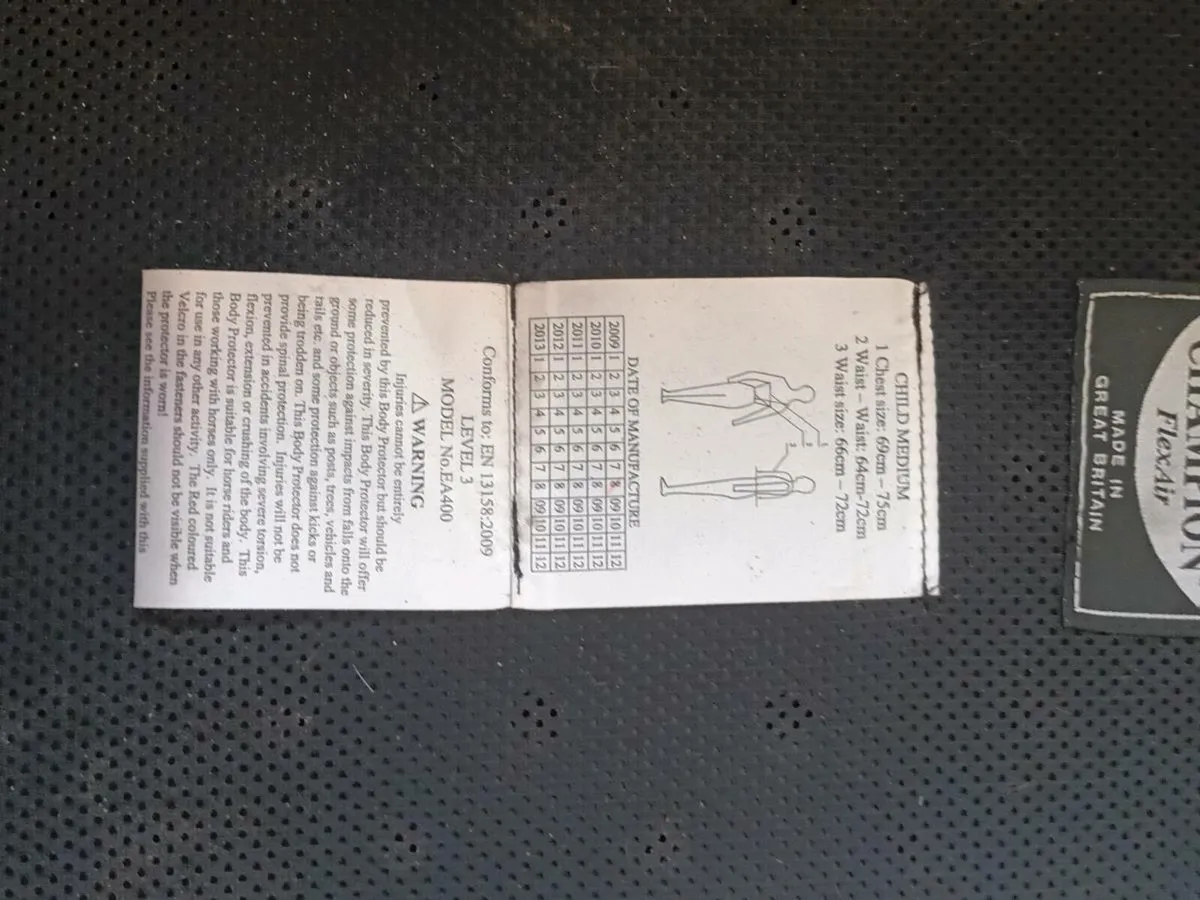 FlexAir
MADE IN
GREAT BRITAIN
CHILD MEDIUM
1 Chest size: 69cm – 75cm
2 Waist – Waist: 64cm-72cm
3 Waist size: 66cm – 72cm
DATE OF MANUFACTURE
2009 1 2 3 4 5 6 7 8 09 10 11 12
2010 1 2 3 4 5 6 7 8 09 10 11 12
2011 1 2 3 4 5 6 7 8 09 10 11 12
2012 1 2 3 4 5 6 7 8 09 10 11 12
2013 1 2 3 4 5 6 7 8 09 10 11 12
Conforms to: EN 13158:2009
LEVEL 3
MODEL No.EA400
⚠ WARNING
Injuries cannot be entirely
prevented by this Body Protector but should be
reduced in severity. This Body Protector will offer
some protection against impacts from falls onto the
ground or objects such as posts, trees, vehicles and
rails etc. and some protection against kicks or
being trodden on. This Body Protector does not
provide spinal protection. Injuries will not be
prevented in accidents involving severe torsion,
flexion, extension or crushing of the body. This
Body Protector is suitable for horse riders and
those working with horses only. It is not suitable
for use in any other activity. The Red coloured
Velcro in the fasteners should not be visible when
the protector is worn!
Please see the information supplied with this